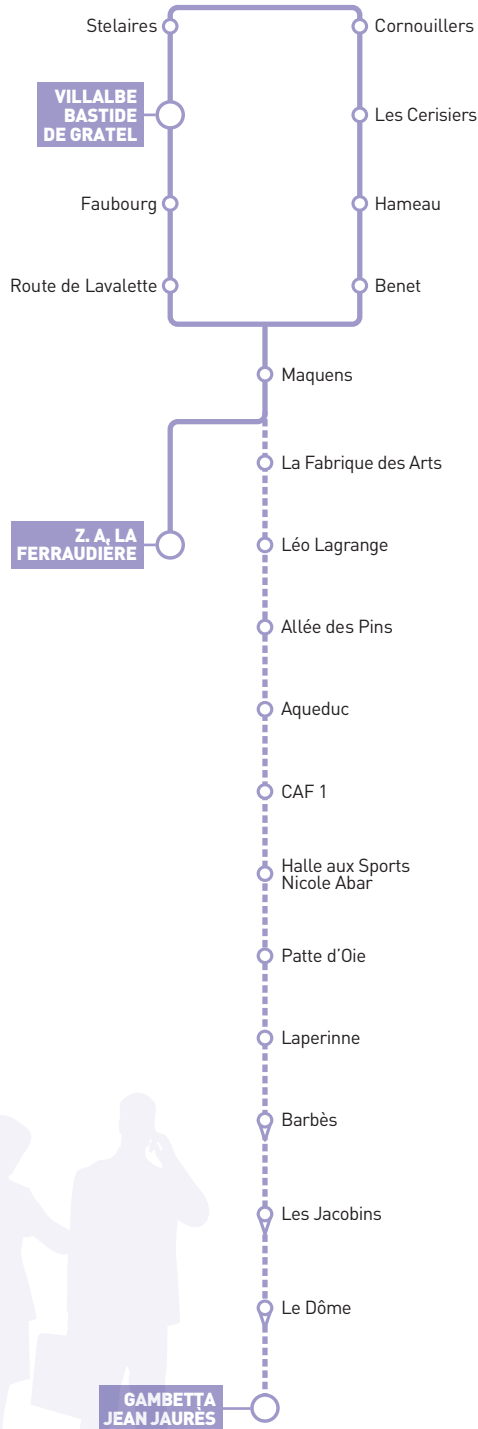 Stelaires
Cornouillers
VILLALBE
BASTIDE
DE GRATEL
Les Cerisiers
Faubourg
Hameau
Route de Lavalette
Benet
Maquens
La Fabrique des Arts
Z. A. LA
FERRAUDIÈRE
Léo Lagrange
Allée des Pins
Aqueduc
CAF 1
Halle aux Sports
Nicole Abar
Patte d'Oie
Laperinne
Barbès
Les Jacobins
Le Dôme
GAMBETTA
JEAN JAURÈS